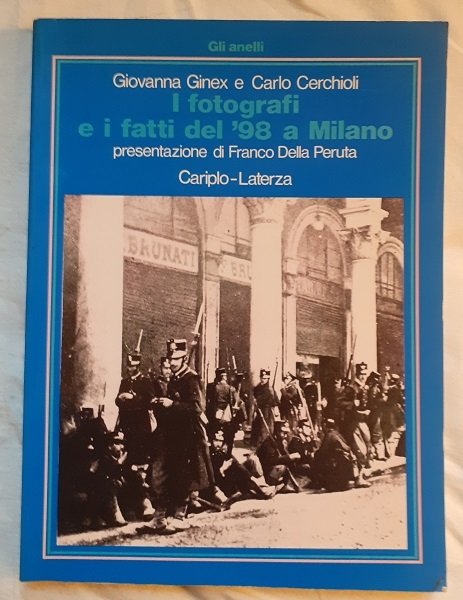 Gli anelli
Giovanna Ginex e Carlo Cerchioli
I fotografi
e i fatti del '98 a Milano
presentazione di Franco Della Peruta
Cariplo-Laterza
BRUNATI
BRUN